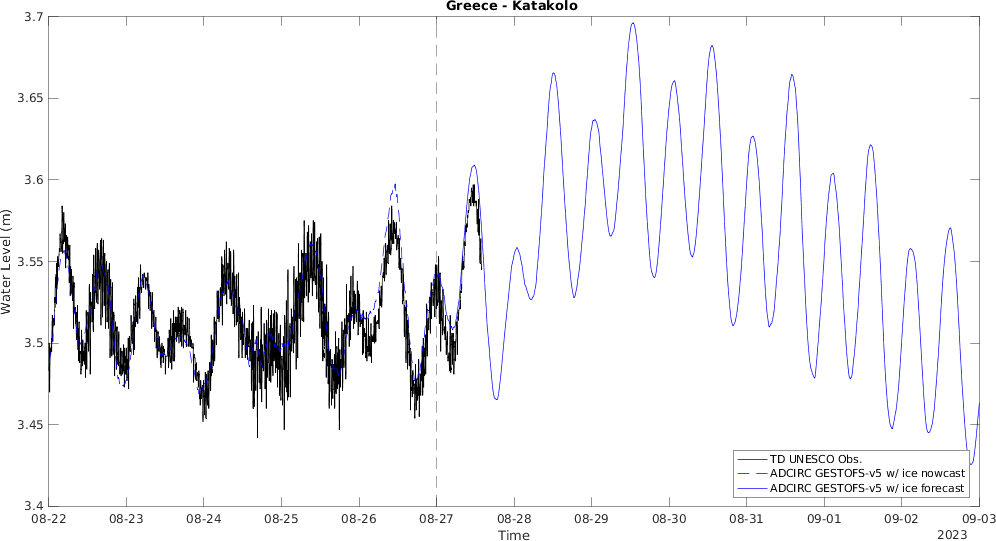 Greece - Katakolo
3.7
3.65
3.6
3.55
3.5
3.45
3.4
Water Level (m)
TD UNESCO Obs.
ADCIRC GESTOFS-v5 w/ ice nowcast
ADCIRC GESTOFS-v5 w/ ice forecast
08-22 08-23 08-24 08-25 08-26 08-27 08-28 08-29 08-30 08-31 09-01 09-02 09-03
Time
2023